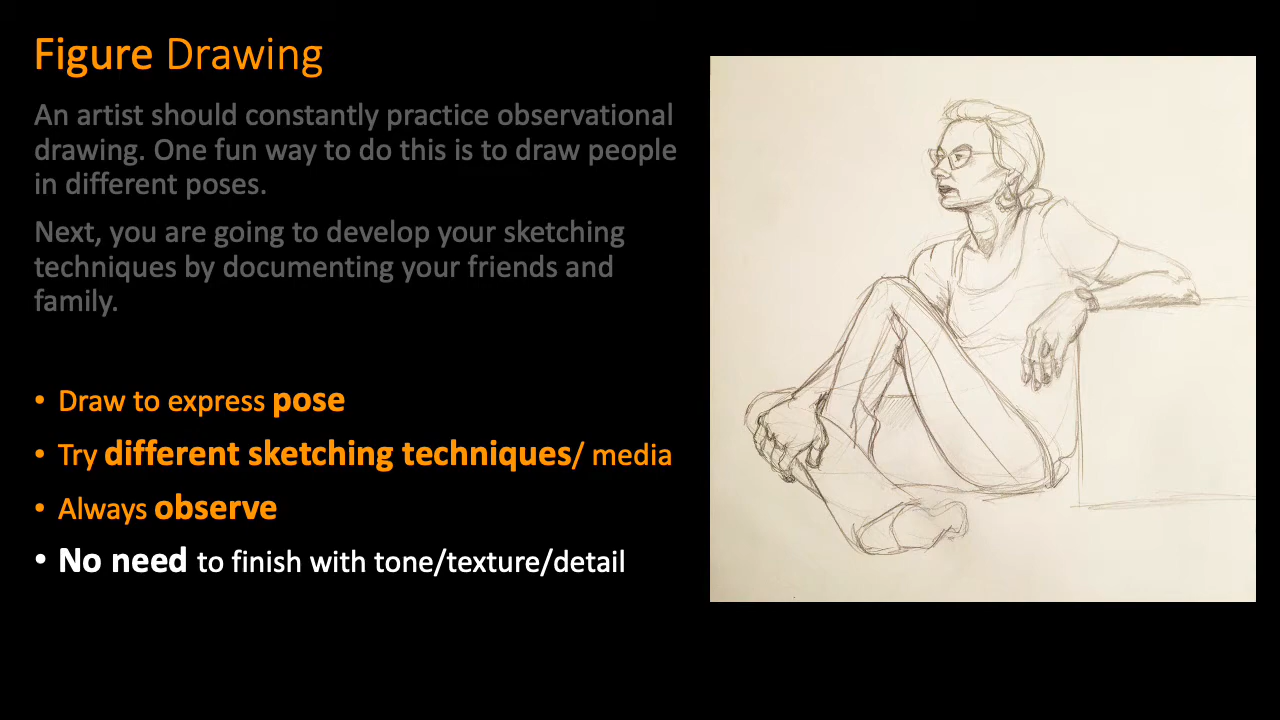 Figure Drawing
An artist should constantly practice observational
drawing. One fun way to do this is to draw people
in different poses.
Next, you are going to develop your sketching
techniques by documenting your friends and
family.
• Draw to express pose
• Try different sketching techniques/ media
• Always observe
• No need to finish with tone/texture/detail